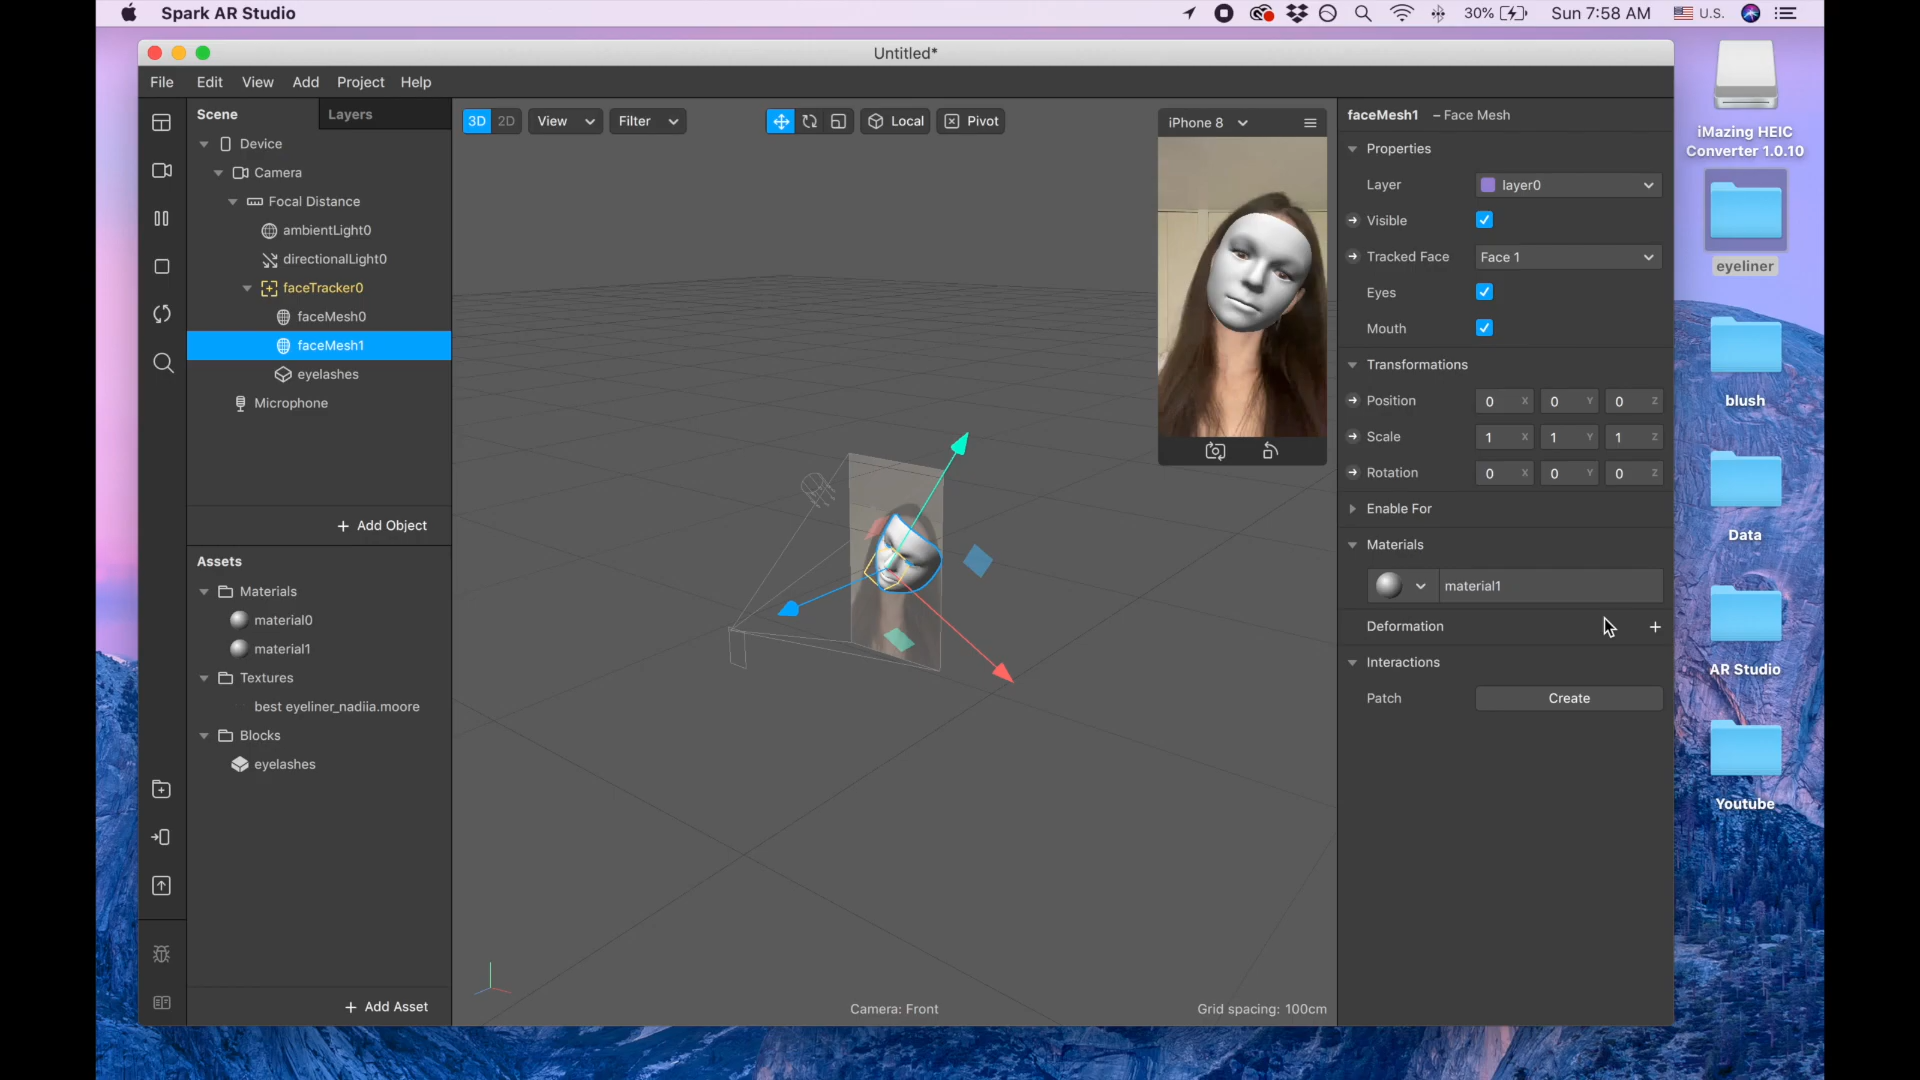 Spark AR Studio 30% Sun 7:58 AM U.S.
Untitled*
File Edit View Add Project Help
Scene Layers
Device
Camera
Focal Distance
ambientLight0
directionalLight0
faceTracker0
faceMesh0
faceMesh1
eyelashes
Microphone
+ Add Object
Assets
Materials
material0
material1
Textures
best eyeliner_nadiia.moore
Blocks
eyelashes
+ Add Asset
3D 2D View Filter Local Pivot
iPhone 8
Camera: Front
Grid spacing: 100cm
faceMesh1 – Face Mesh
Properties
Layer layer0
Visible
Tracked Face Face 1
Eyes
Mouth
Transformations
Position 0 X 0 Y 0 Z
Scale 1 X 1 Y 1 Z
Rotation 0 X 0 Y 0 Z
Enable For
Materials
material1
Deformation +
Interactions
Patch Create
iMazing HEIC
Converter 1.0.10
eyeliner
blush
Data
AR Studio
Youtube